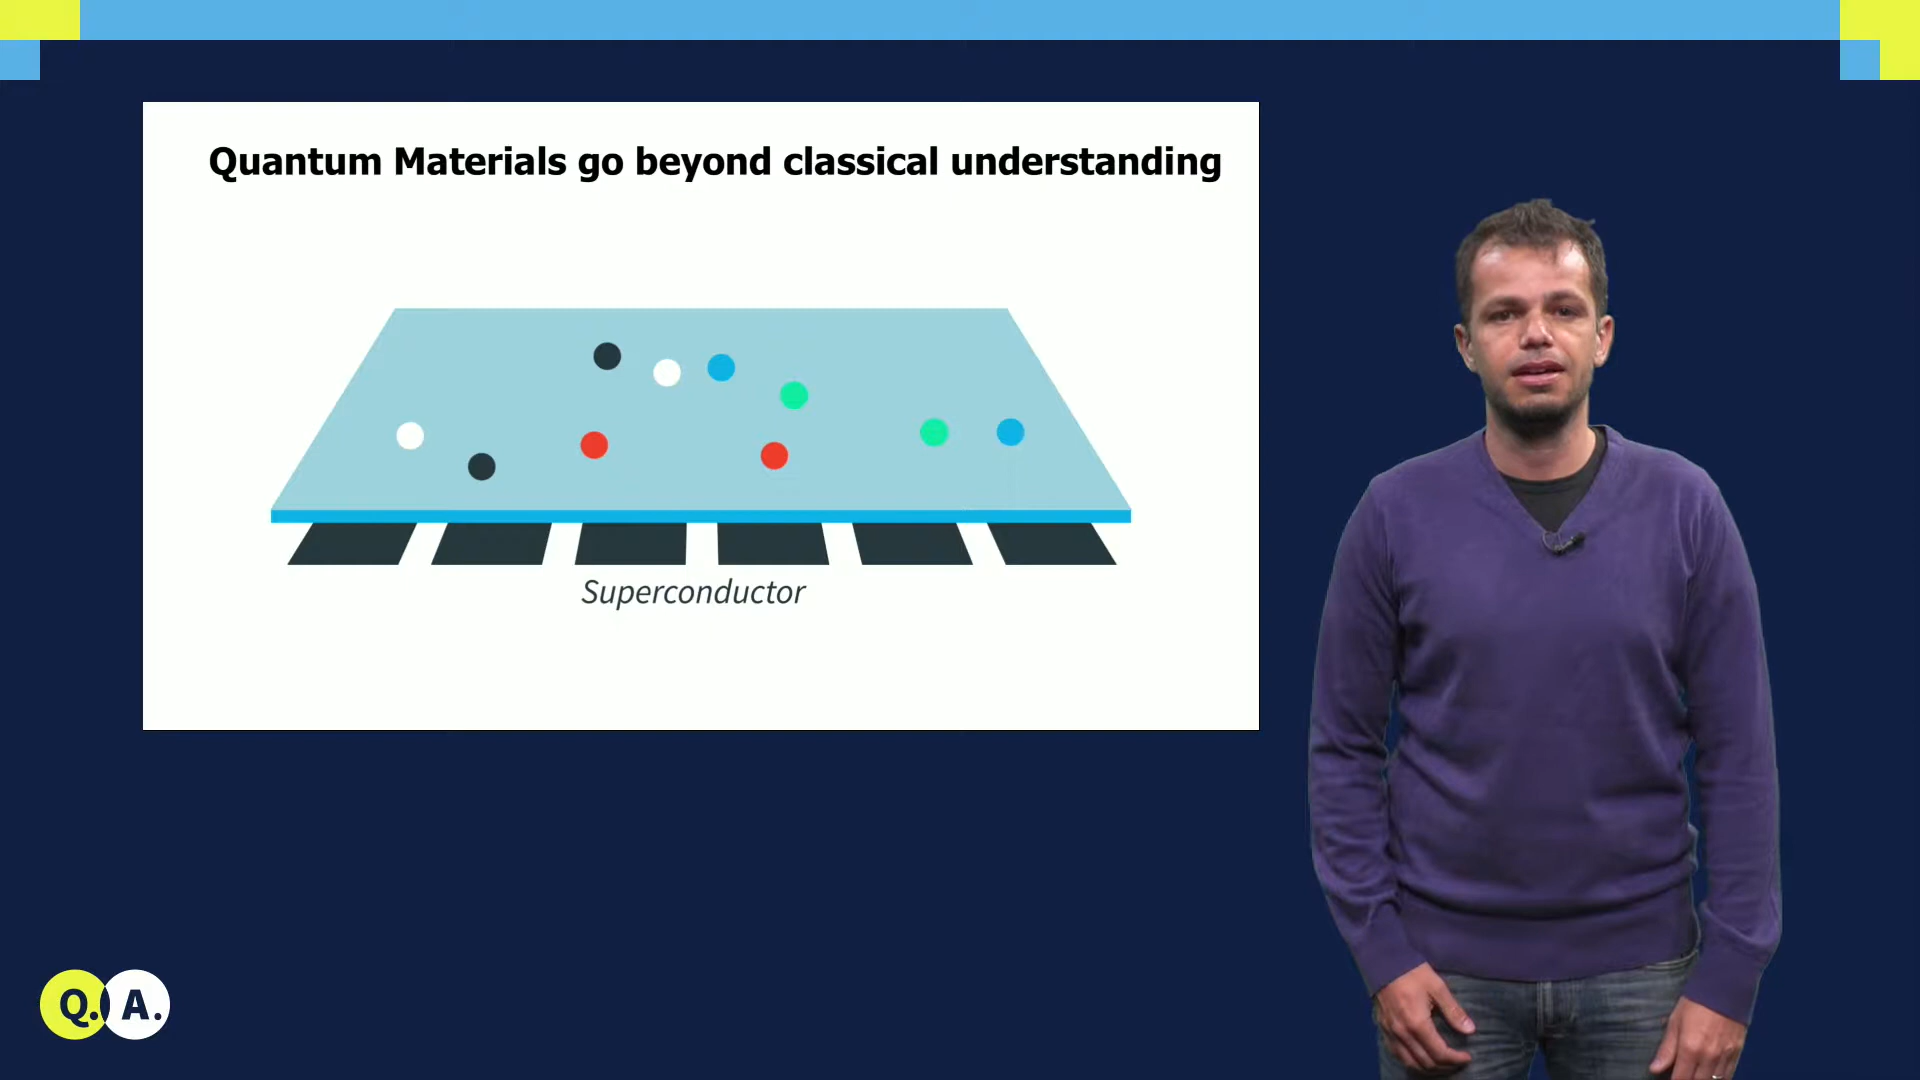 Quantum Materials go beyond classical understanding
Superconductor
Q. A.